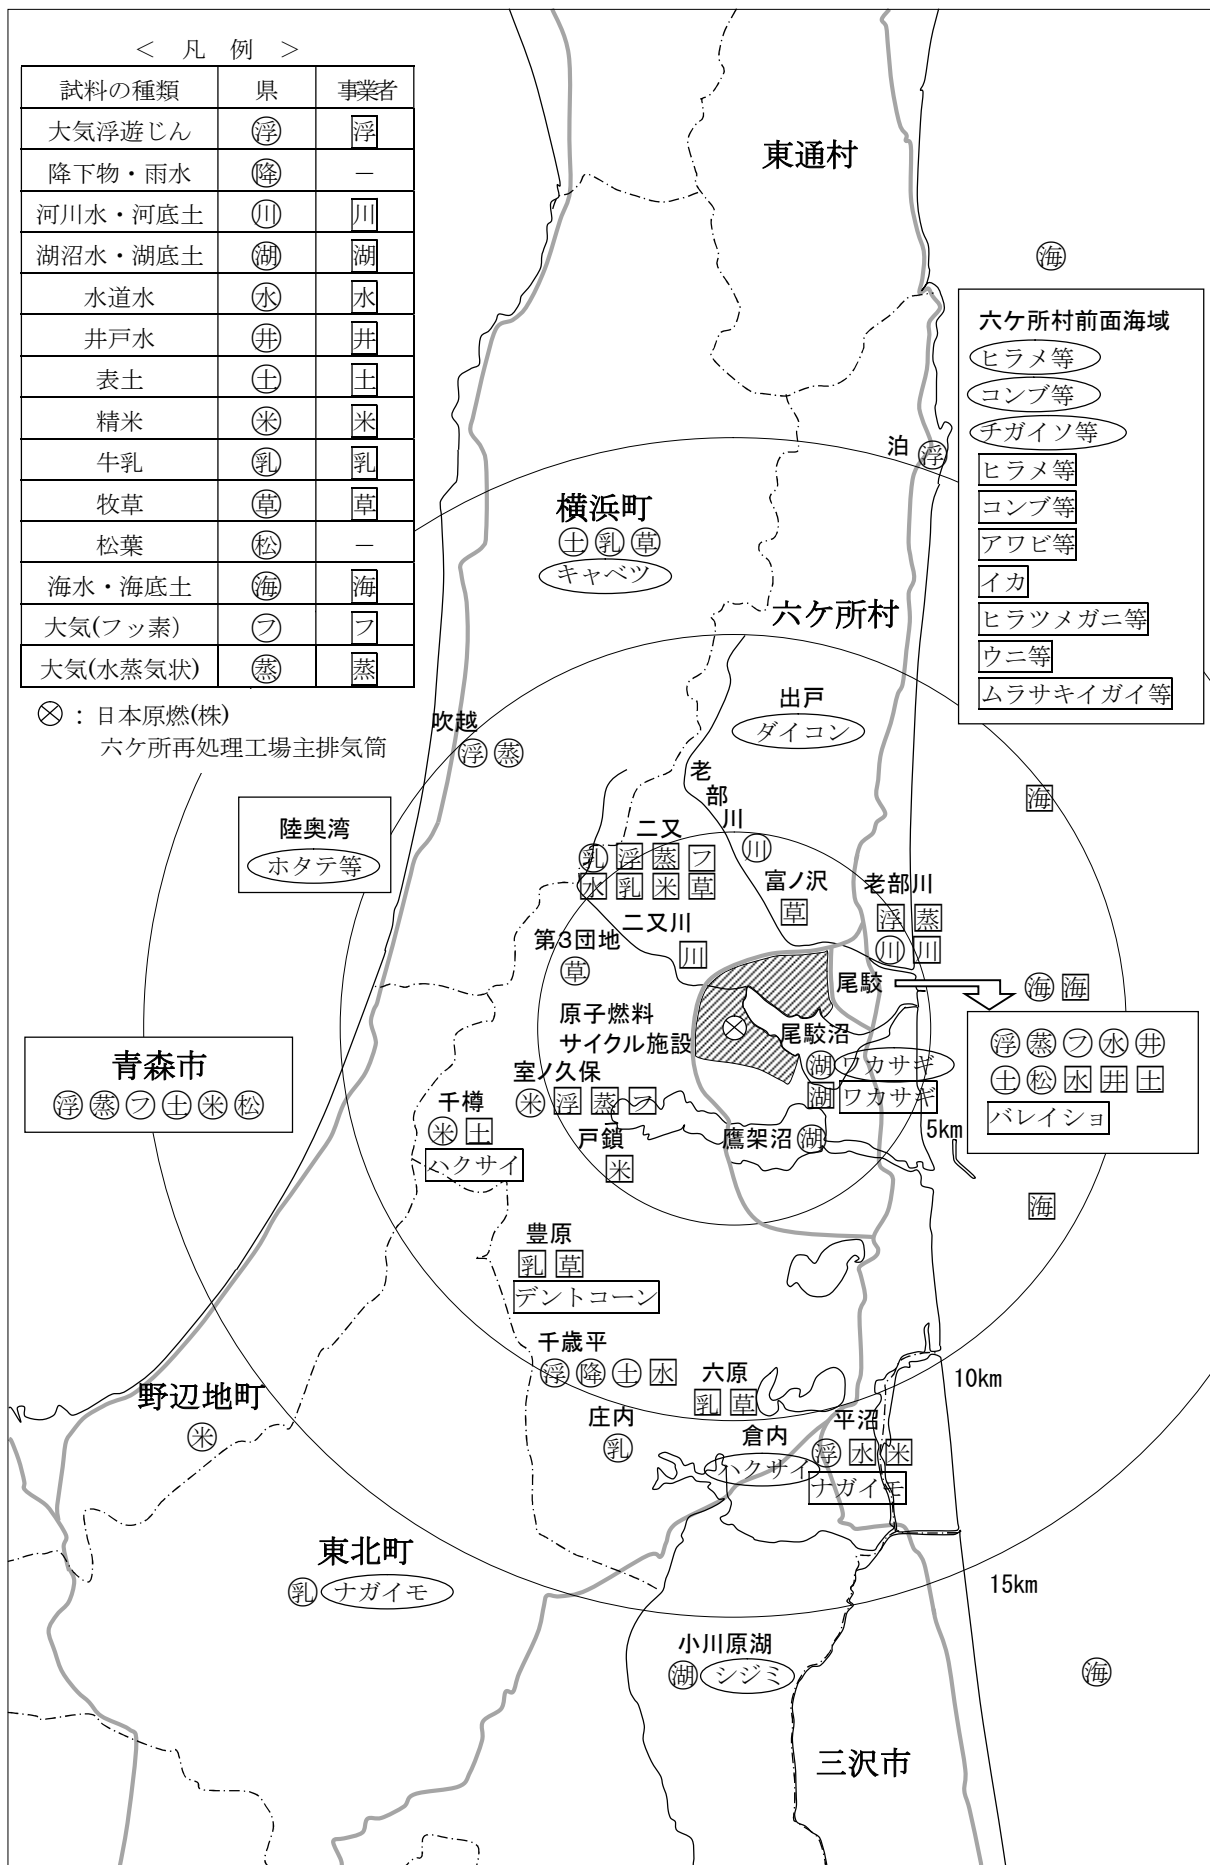 ＜ 凡 例 ＞
試料の種類 県 事業者
大気浮遊じん 浮 浮
降下物・雨水 降 －
河川水・河底土 川 川
湖沼水・湖底土 湖 湖
水道水 水 水
井戸水 井 井
表土 土 土
精米 米 米
牛乳 乳 乳
牧草 草 草
松葉 松 －
海水・海底土 海 海
大気(フッ素） フ フ
大気(水蒸気状) 蒸 蒸
⊗：日本原燃(株)
六ケ所再処理工場主排気筒
東通村
海
六ケ所村前面海域
ヒラメ等
コンブ等
チガイソ等
ヒラメ等
コンブ等
アワビ等
イカ
ヒラツメガニ等
ウニ等
ムラサキイガイ等
泊 浮
横浜町
土 乳 草
キャベツ
六ケ所村
出戸
ダイコン
吹越
浮 蒸
陸奥湾
ホタテ等
海
老部川
川
二又
乳 浮 蒸 フ
水 乳 米 草
富ノ沢
草
老部川
浮 蒸
川 川
二又川
川
第3団地
草
尾駮
海 海
浮 蒸 フ 水 井
土 松 水 井 土
バレイショ
原子燃料
サイクル施設
尾駮沼
湖 ワカサギ
湖 ワカサギ
青森市
浮 蒸 フ 土 米 松
室ノ久保
米 浮 蒸 フ
千樽
米 土
ハクサイ
戸鎖
米
鷹架沼 湖
5km
海
豊原
乳 草
デントコーン
千歳平
浮 降 土 水
六原
乳 草
10km
野辺地町
米
庄内
乳
倉内
ハクサイ
平沼
浮 水 米
ナガイモ
東北町
乳 ナガイモ
15km
小川原湖
湖 シジミ
海
三沢市